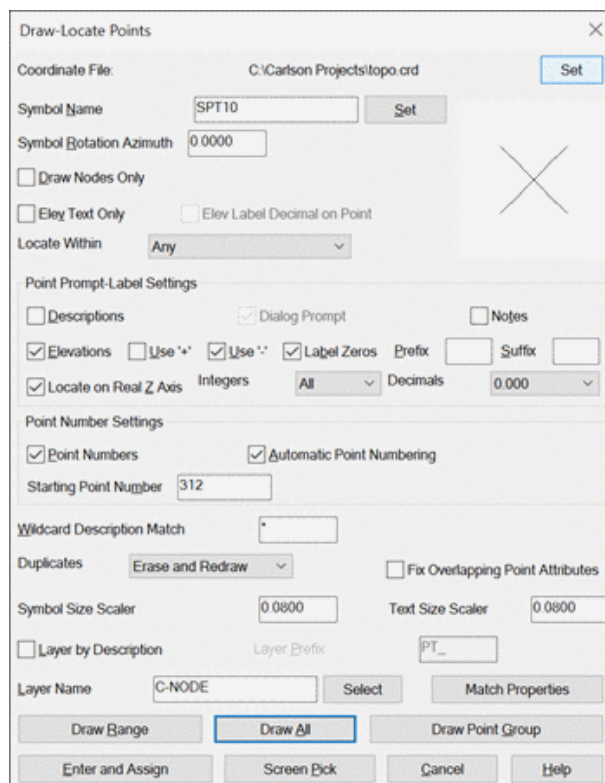 Draw-Locate Points
Coordinate File: C:\Carlson Projects\topo.crd Set
Symbol Name SPT10 Set
Symbol Rotation Azimuth 0.0000
Draw Nodes Only
Elev Text Only Elev Label Decimal on Point
Locate Within Any
Point Prompt-Label Settings
Descriptions Dialog Prompt Notes
Elevations Use '+' Use '-' Label Zeros Prefix Suffix
Locate on Real Z Axis Integers All Decimals 0.000
Point Number Settings
Point Numbers Automatic Point Numbering
Starting Point Number 312
Wildcard Description Match *
Duplicates Erase and Redraw Fix Overlapping Point Attributes
Symbol Size Scaler 0.0800 Text Size Scaler 0.0800
Layer by Description Layer Prefix PT_
Layer Name C-NODE Select Match Properties
Draw Range Draw All Draw Point Group
Enter and Assign Screen Pick Cancel Help